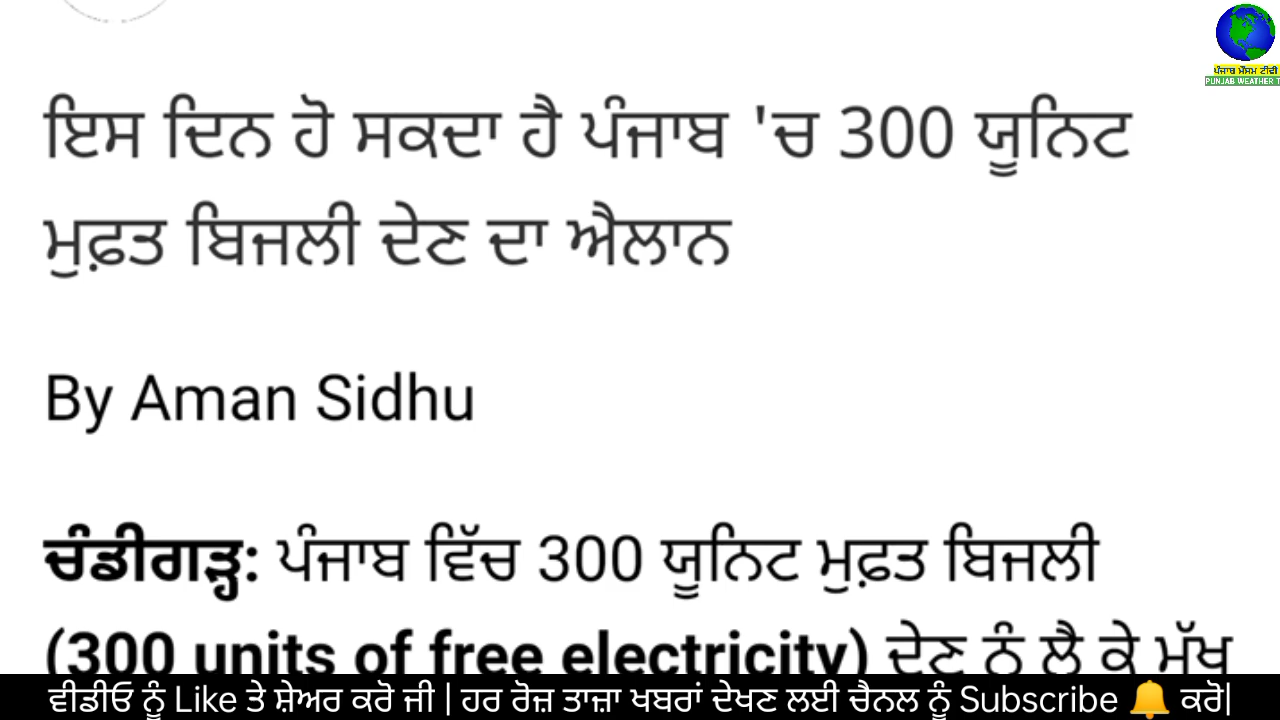 ਪੰਜਾਬ ਮੌਸਮ ਟੀਵੀ
PUNJAB WEATHER T
ਇਸ ਦਿਨ ਹੋ ਸਕਦਾ ਹੈ ਪੰਜਾਬ 'ਚ 300 ਯੂਨਿਟ
ਮੁਫ਼ਤ ਬਿਜਲੀ ਦੇਣ ਦਾ ਐਲਾਨ
By Aman Sidhu
ਚੰਡੀਗੜ੍ਹ: ਪੰਜਾਬ ਵਿੱਚ 300 ਯੂਨਿਟ ਮੁਫ਼ਤ ਬਿਜਲੀ
(300 units of free electricity) ਦੇਣ ਨੂੰ ਲੈ ਕੇ ਮੁੱਖ
ਵੀਡੀਓ ਨੂੰ Like ਤੇ ਸ਼ੇਅਰ ਕਰੋ ਜੀ | ਹਰ ਰੋਜ਼ ਤਾਜ਼ਾ ਖਬਰਾਂ ਦੇਖਣ ਲਈ ਚੈਨਲ ਨੂੰ Subscribe 🔔 ਕਰੋ|